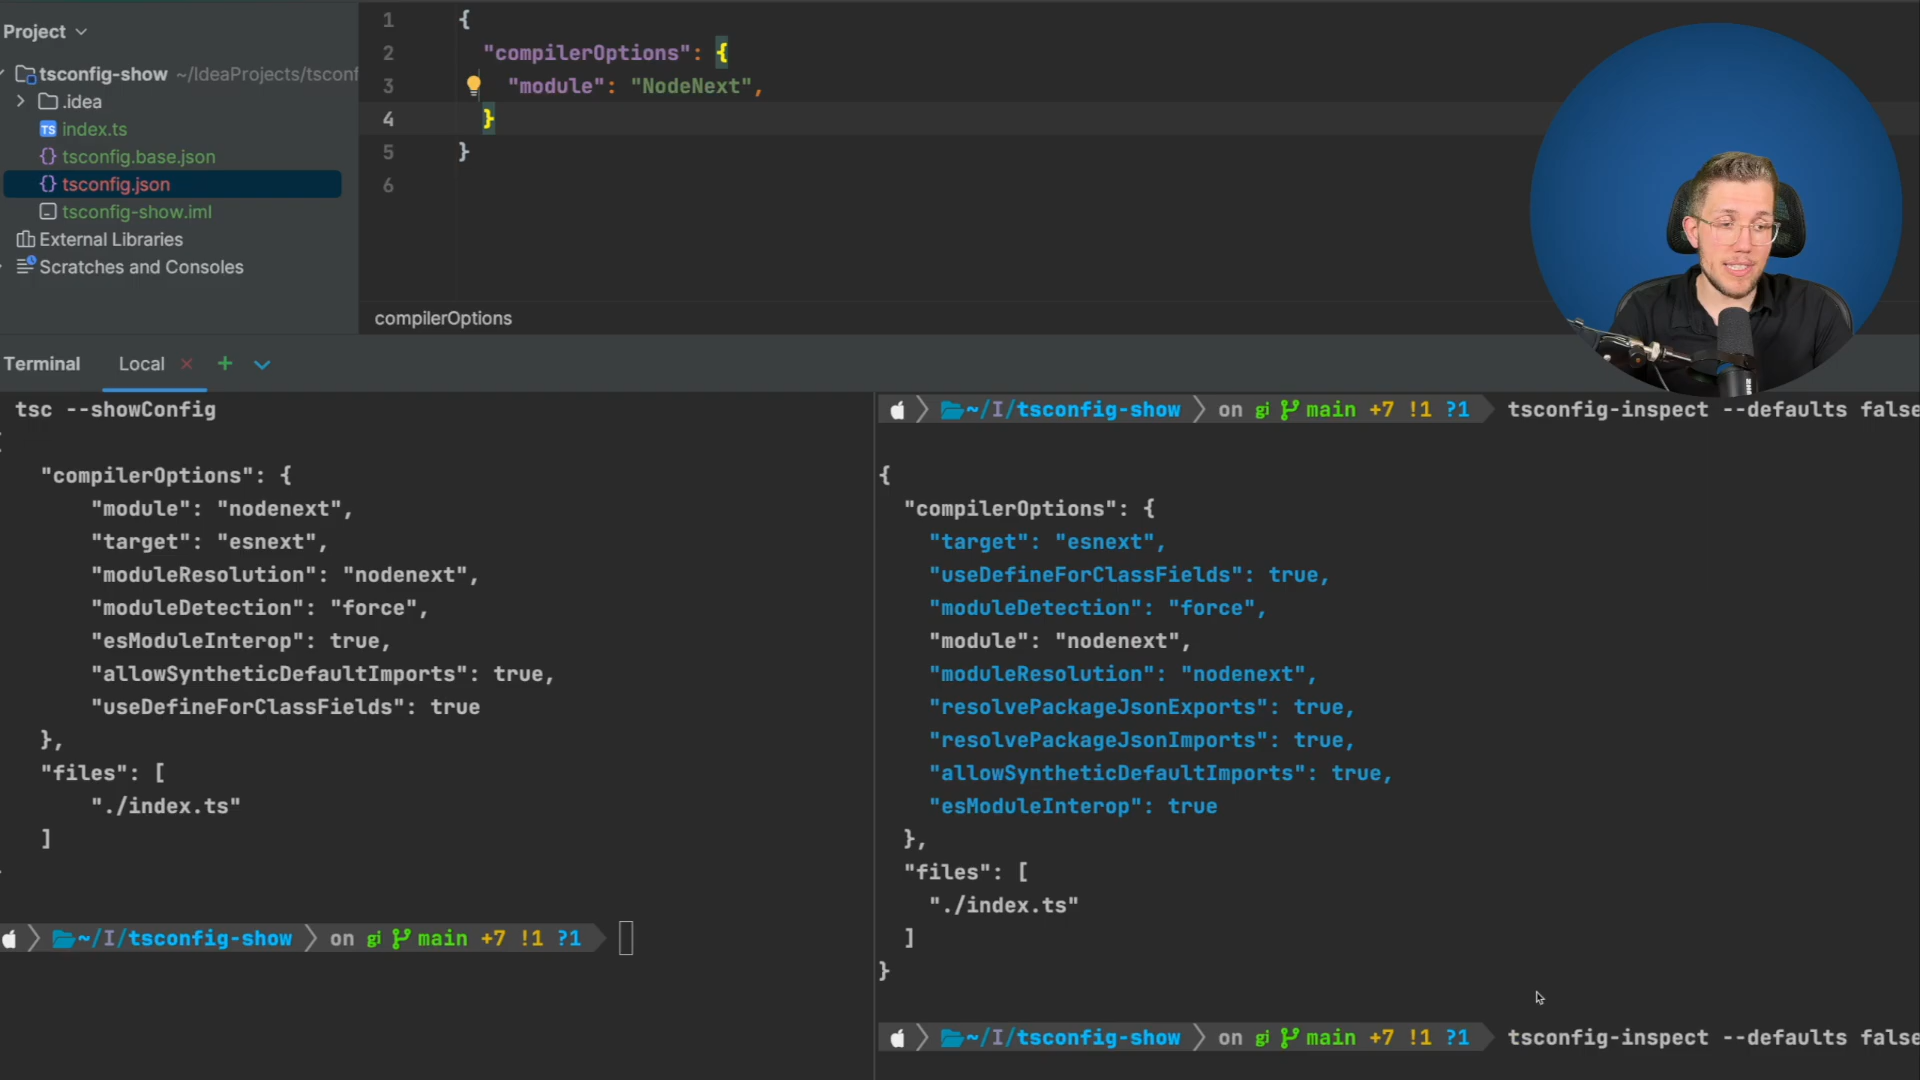 Project
tsconfig-show ~/IdeaProjects/tsconf
.idea
TS index.ts
{} tsconfig.base.json
{} tsconfig.json
tsconfig-show.iml
External Libraries
Scratches and Consoles
1 {
2 "compilerOptions": {
3 "module": "NodeNext",
4 }
5 }
6
compilerOptions
Terminal Local × +
tsc --showConfig
"compilerOptions": {
"module": "nodenext",
"target": "esnext",
"moduleResolution": "nodenext",
"moduleDetection": "force",
"esModuleInterop": true,
"allowSyntheticDefaultImports": true,
"useDefineForClassFields": true
},
"files": [
"./index.ts"
]
~/I/tsconfig-show on gi main +7 !1 ?1
~/I/tsconfig-show on gi main +7 !1 ?1 tsconfig-inspect --defaults false
{
"compilerOptions": {
"target": "esnext",
"useDefineForClassFields": true,
"moduleDetection": "force",
"module": "nodenext",
"moduleResolution": "nodenext",
"resolvePackageJsonExports": true,
"resolvePackageJsonImports": true,
"allowSyntheticDefaultImports": true,
"esModuleInterop": true
},
"files": [
"./index.ts"
]
}
~/I/tsconfig-show on gi main +7 !1 ?1 tsconfig-inspect --defaults false